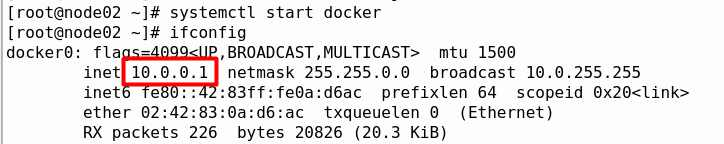 [root@node02 ~]# systemctl start docker
[root@node02 ~]# ifconfig
docker0: flags=4099<UP,BROADCAST,MULTICAST>  mtu 1500
        inet 10.0.0.1  netmask 255.255.0.0  broadcast 10.0.255.255
        inet6 fe80::42:83ff:fe0a:d6ac  prefixlen 64  scopeid 0x20<link>
        ether 02:42:83:0a:d6:ac  txqueuelen 0  (Ethernet)
        RX packets 226  bytes 20826 (20.3 KiB)